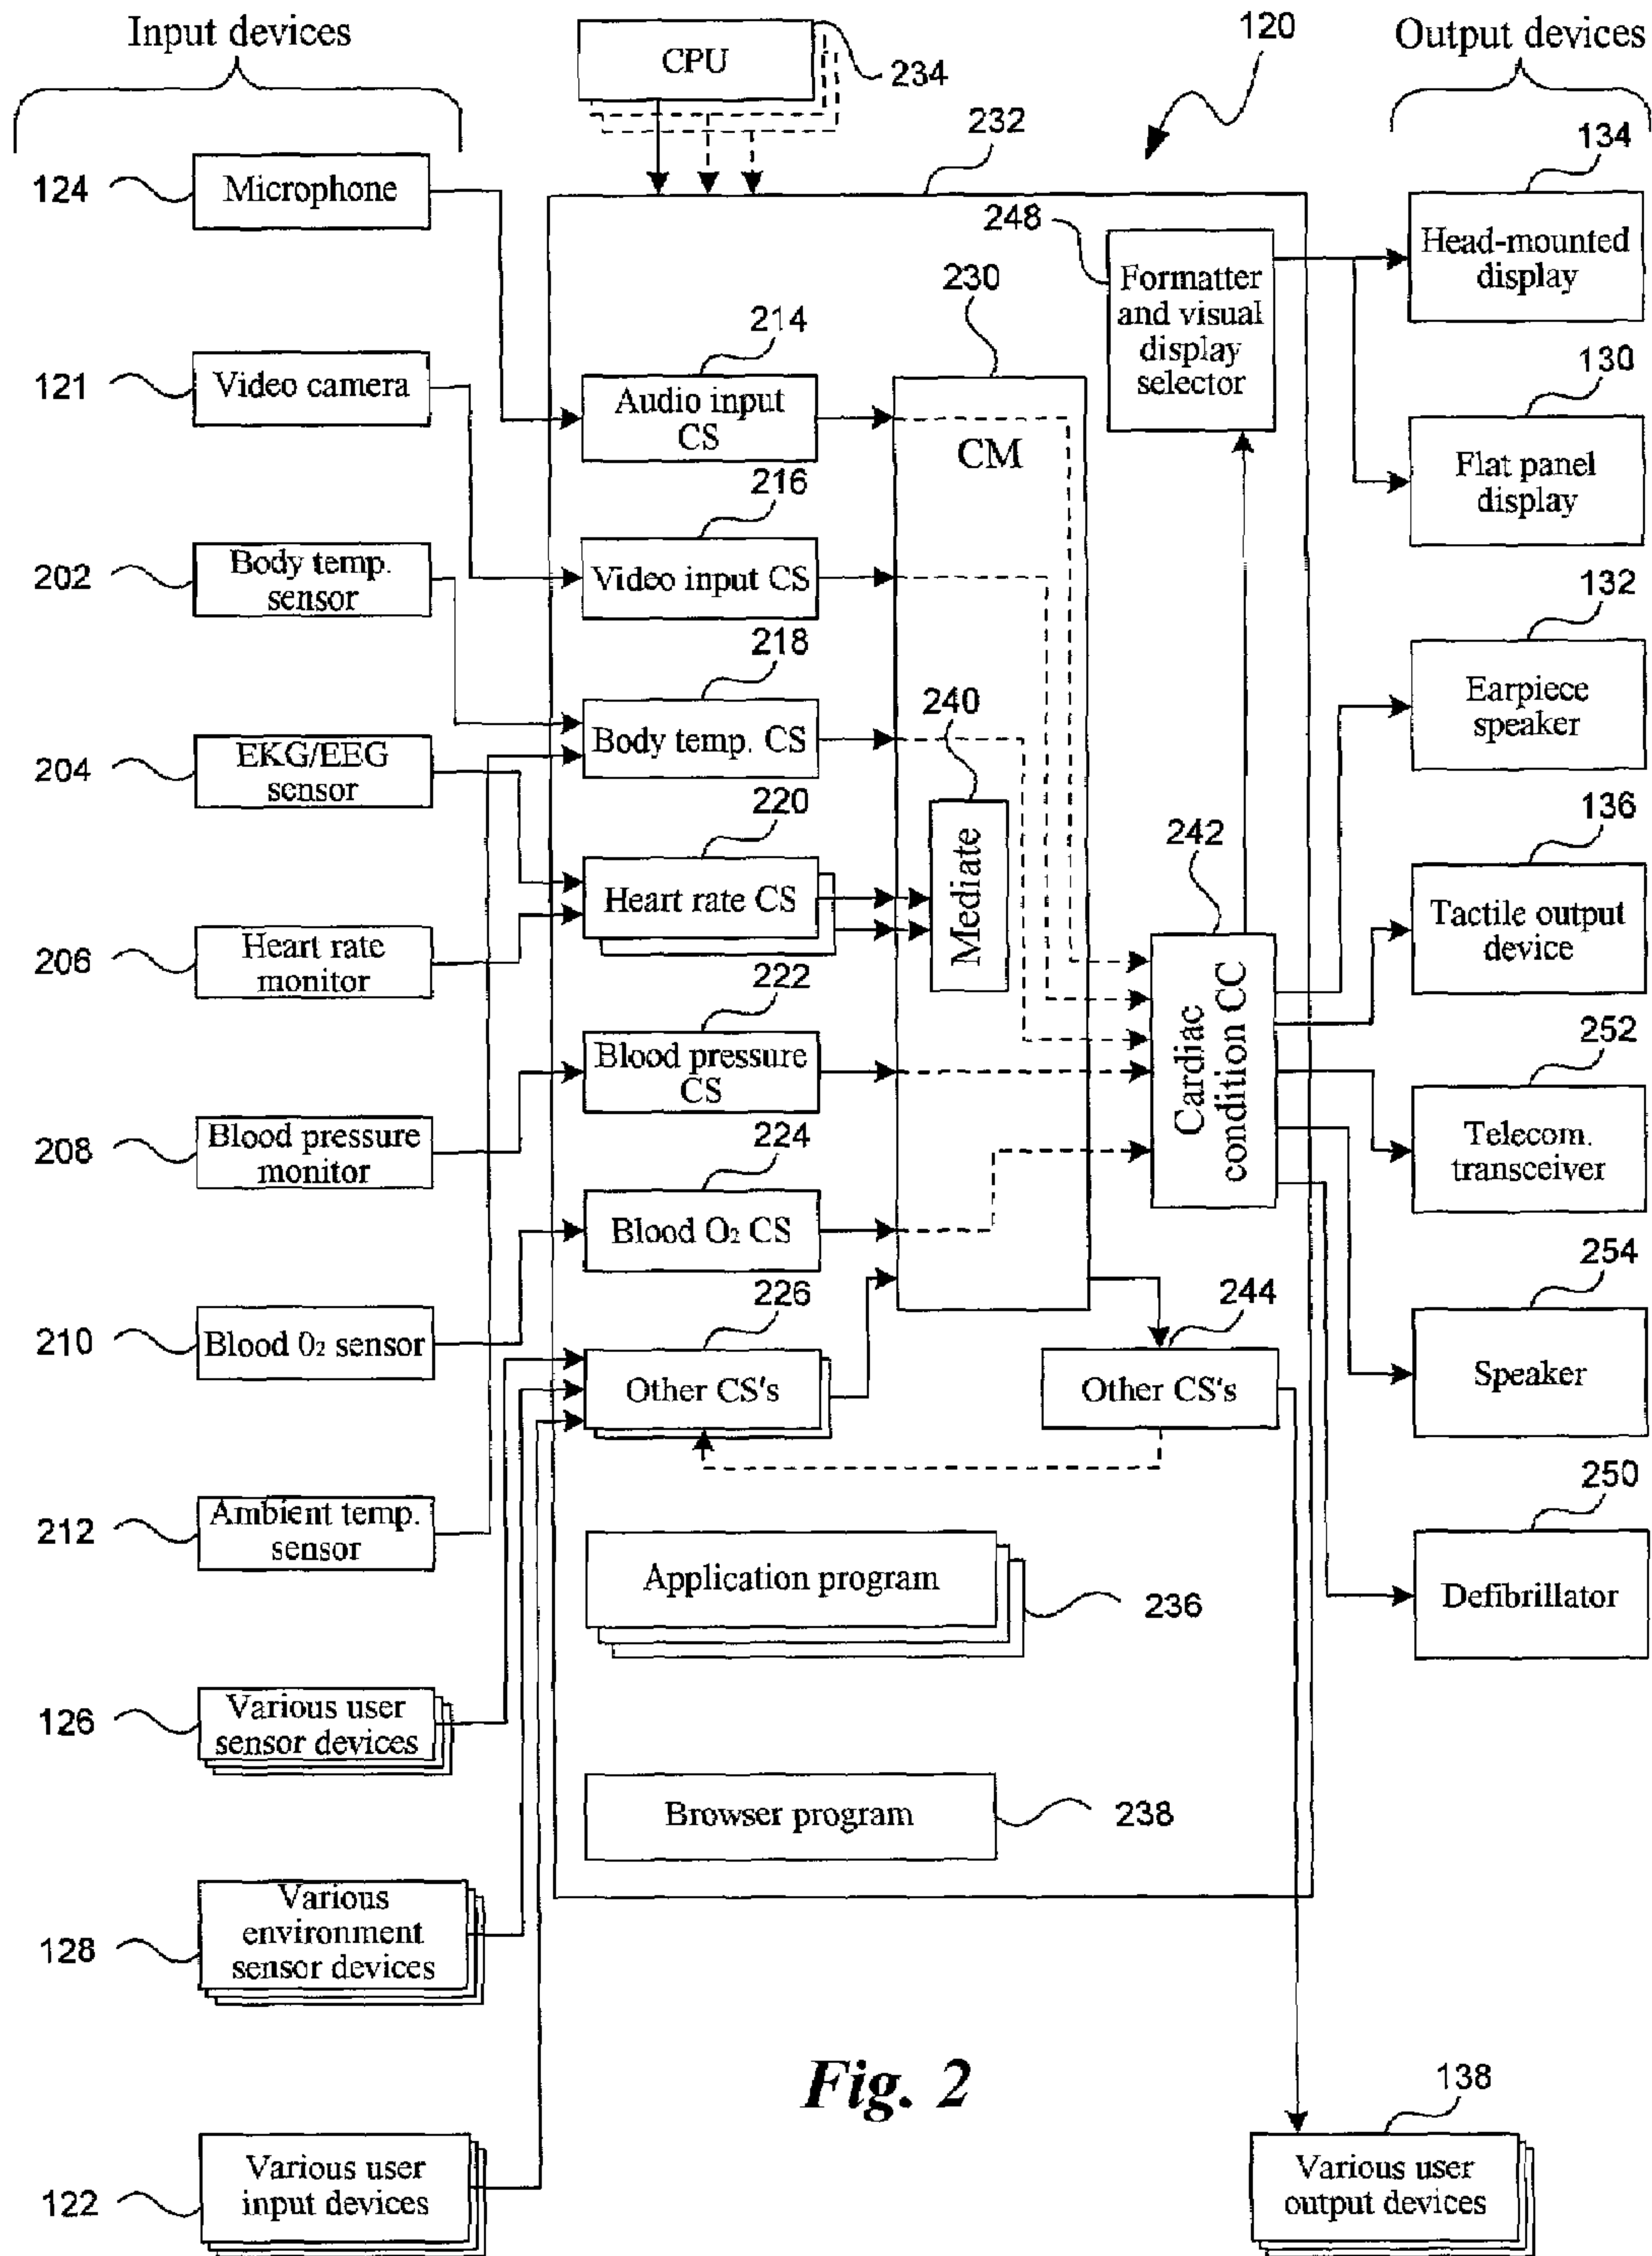 Input devices
CPU
234
120
Output devices
232
134
124
Microphone
248
Head-mounted
display
Formatter
and visual
display
selector
230
214
130
121
Video camera
Audio input
CS
CM
Flat panel
display
216
202
Body temp.
sensor
Video input CS
132
218
Earpiece
speaker
240
204
EKG/EEG
sensor
Body temp. CS
220
136
242
Mediate
Heart rate CS
Tactile output
device
206
Heart rate
monitor
222
252
Cardiac
condition CC
Blood pressure
CS
208
Blood pressure
monitor
224
Telecom.
transceiver
Blood O₂ CS
254
226
244
210
Blood 0₂ sensor
Speaker
Other CS's
Other CS's
250
212
Ambient temp.
sensor
Application program
236
Defibrillator
126
Various user
sensor devices
Browser program
238
128
Various
environment
sensor devices
Fig. 2
138
122
Various user
input devices
Various user
output devices